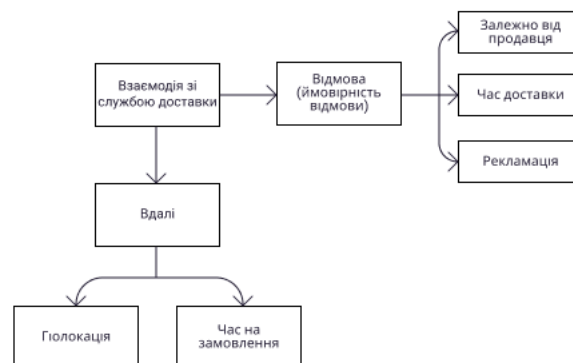 Залежно від
продавця
Взаємодія зі
службою доставки
Відмова
(ймовірність
відмови)
Час доставки
Рекламація
Вдалі
Гіолокація
Час на
замовлення